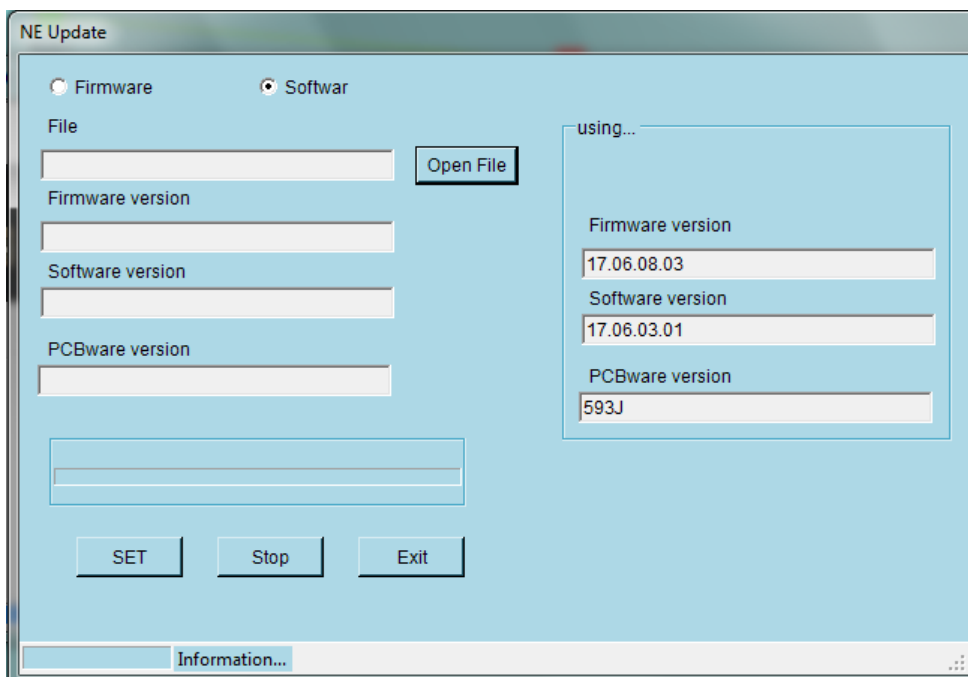 NE Update
Firmware
Softwar
File
Open File
Firmware version
Software version
PCBware version
using...
Firmware version
17.06.08.03
Software version
17.06.03.01
PCBware version
593J
SET
Stop
Exit
Information...